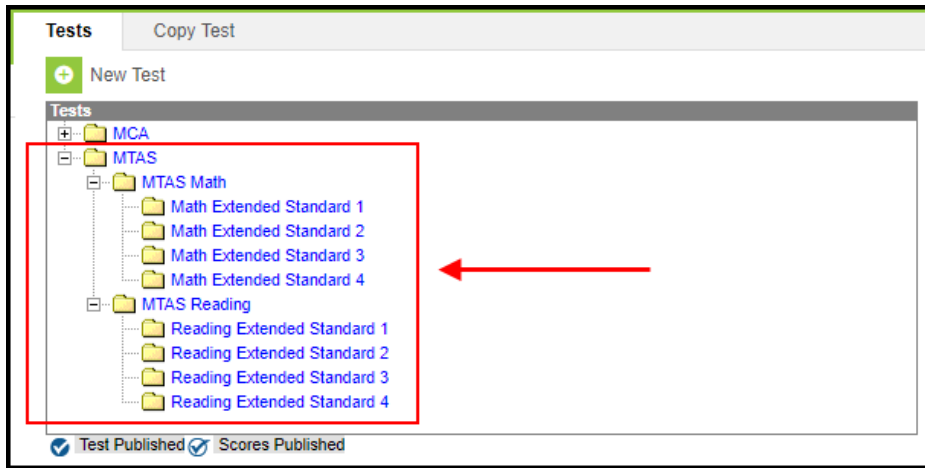 Tests Copy Test
New Test
Tests
MCA
MTAS
MTAS Math
Math Extended Standard 1
Math Extended Standard 2
Math Extended Standard 3
Math Extended Standard 4
MTAS Reading
Reading Extended Standard 1
Reading Extended Standard 2
Reading Extended Standard 3
Reading Extended Standard 4
Test Published Scores Published